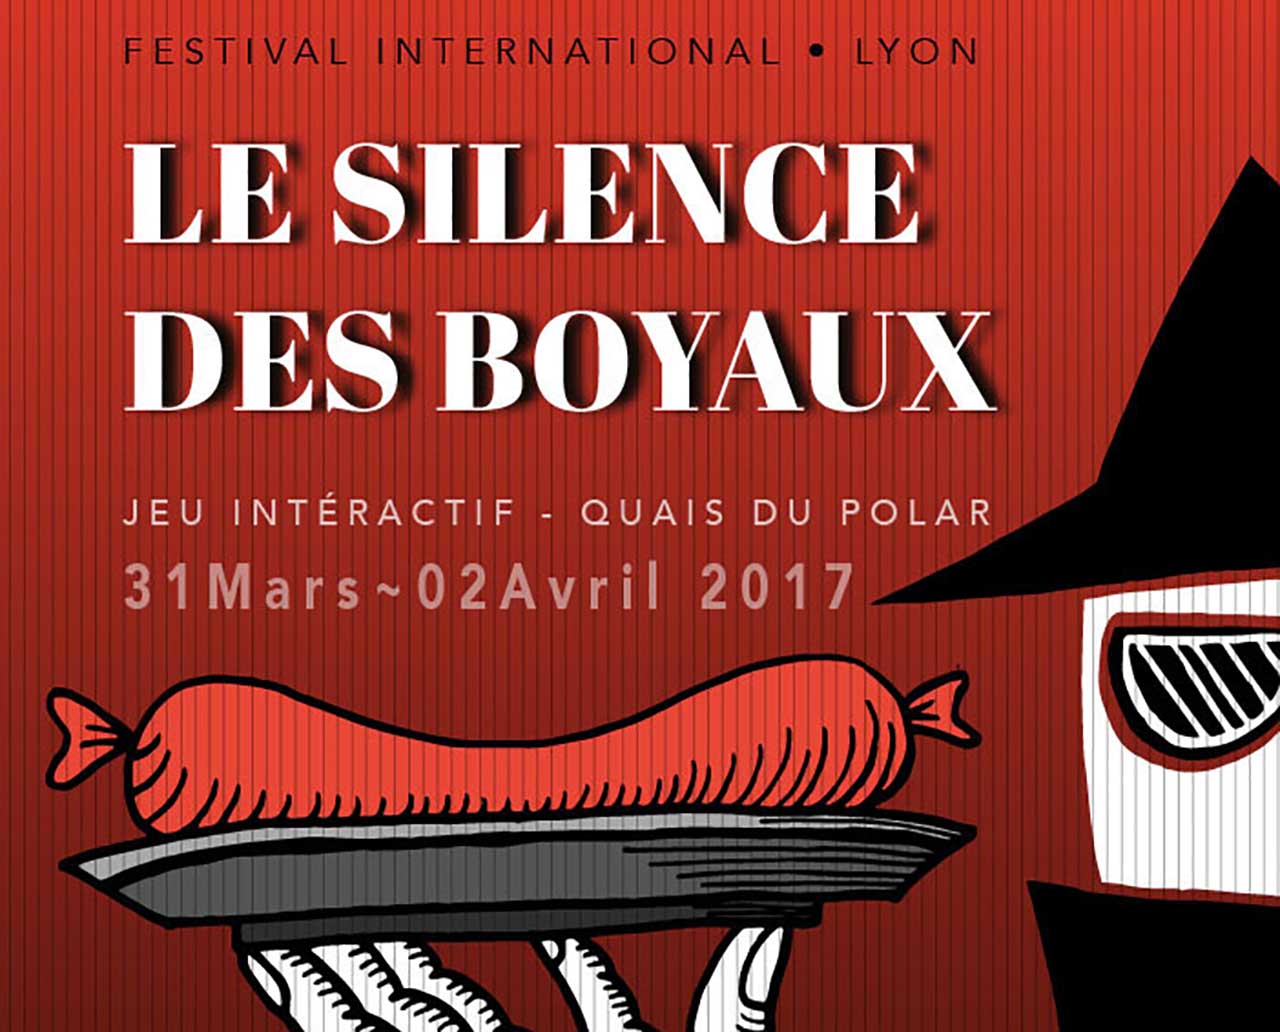 FESTIVAL INTERNATIONAL • LYON
LE SILENCE
DES BOYAUX
JEU INTÉRACTIF - QUAIS DU POLAR
31Mars~02Avril 2017